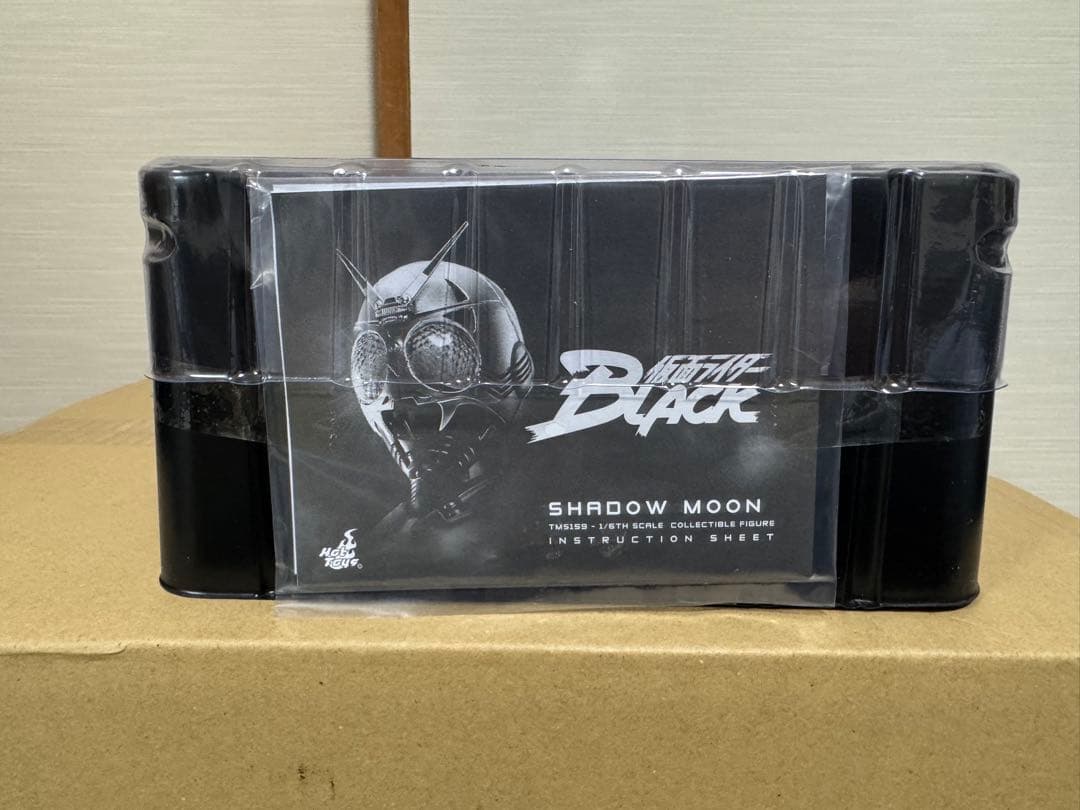 仮面ライダー
BLACK
SHADOW MOON
TMS159 - 1/6TH SCALE COLLECTIBLE FIGURE
INSTRUCTION SHEET
Hot
Toys